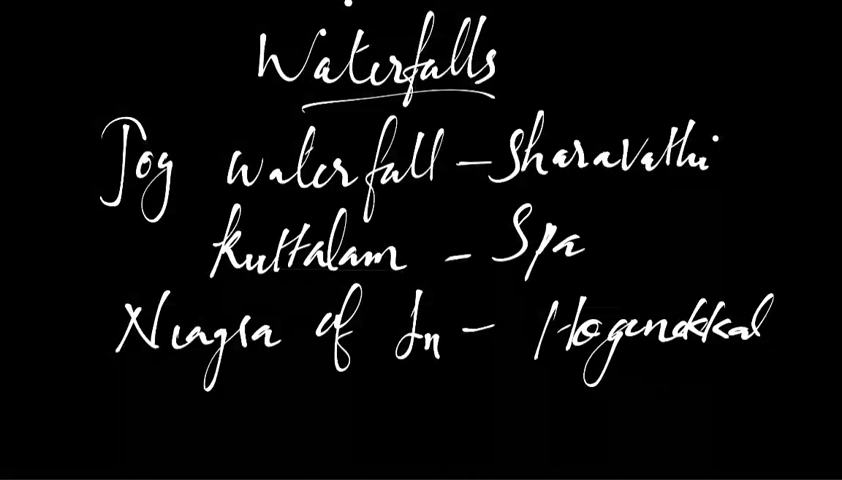 Waterfalls
Jog waterfall - Sharavathi
Kuttalam - Spa
Niagra of In - Hogenakkal